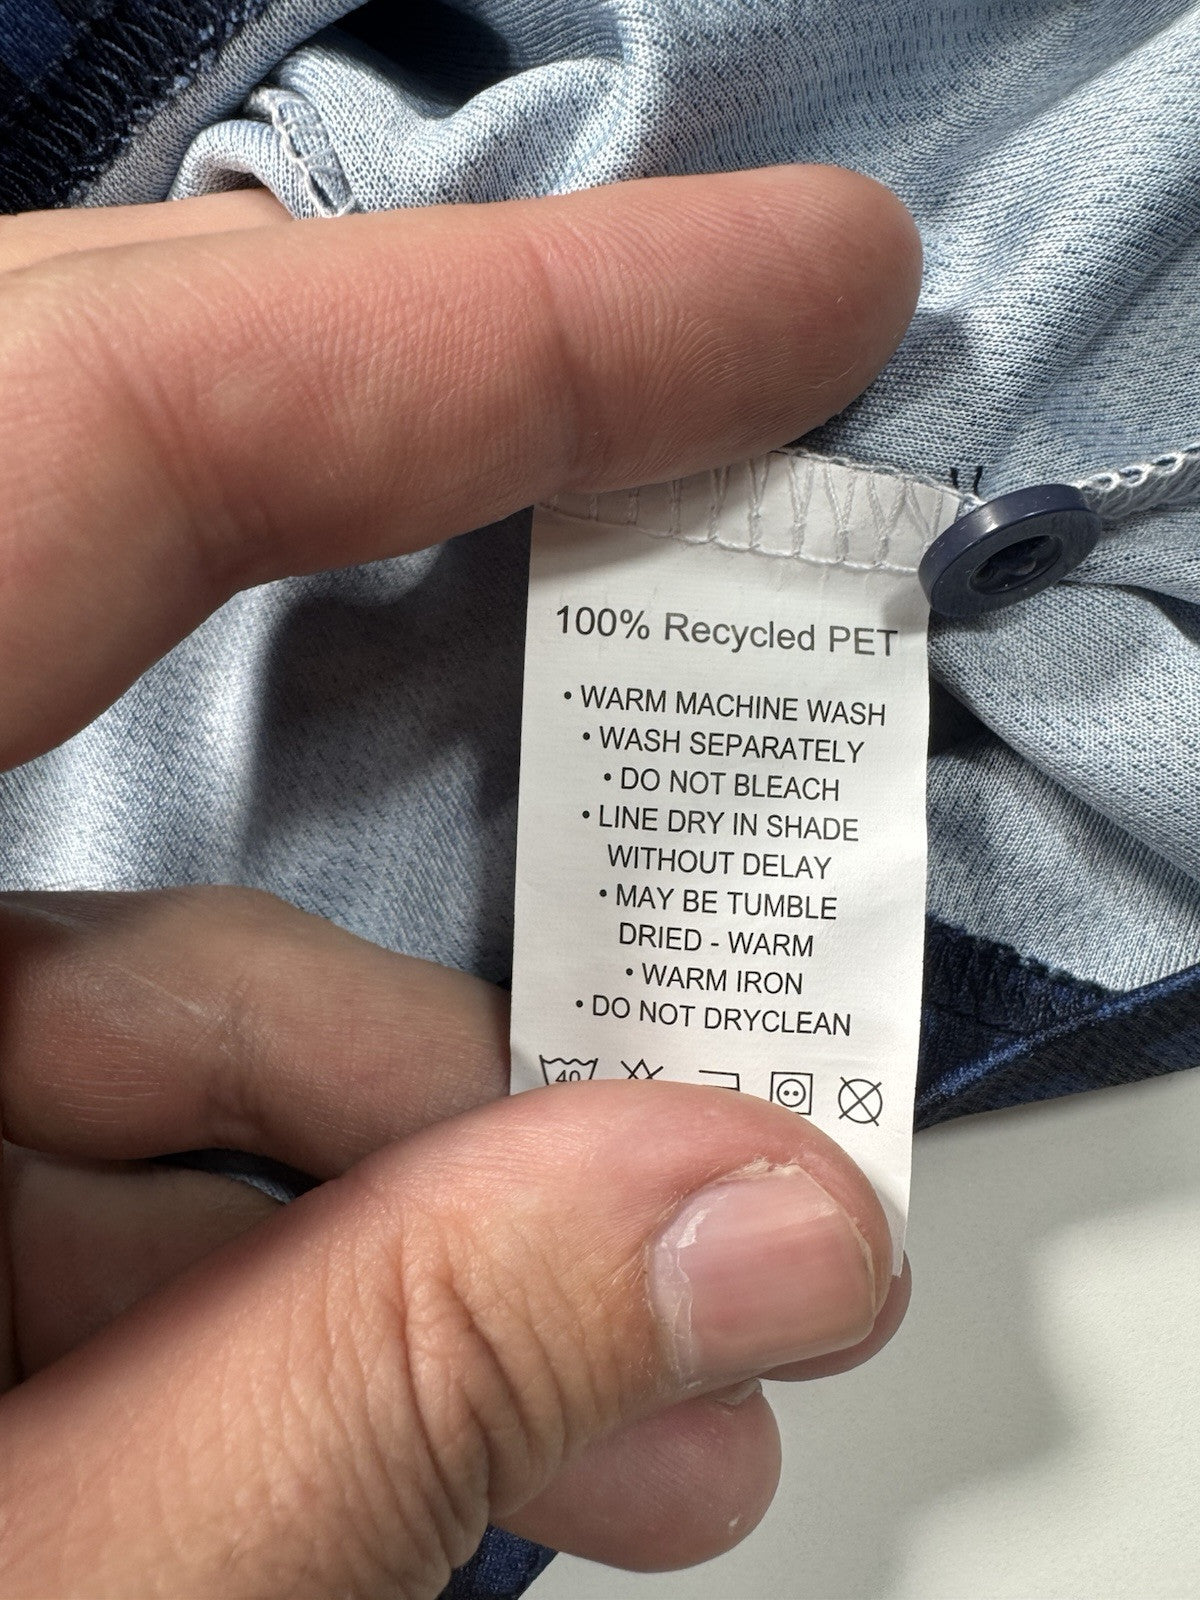 100% Recycled PET
• WARM MACHINE WASH
• WASH SEPARATELY
• DO NOT BLEACH
• LINE DRY IN SHADE
WITHOUT DELAY
• MAY BE TUMBLE
DRIED - WARM
• WARM IRON
• DO NOT DRYCLEAN
40